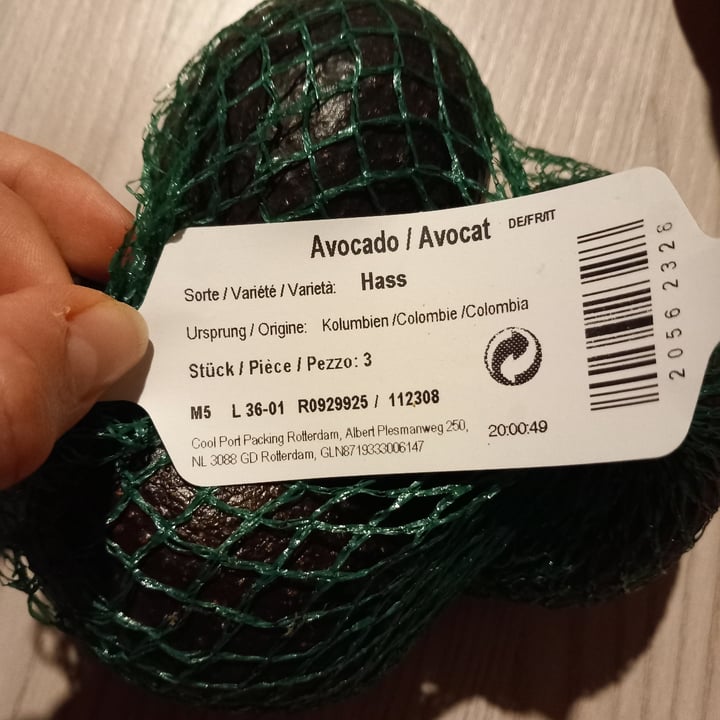 Avocado / Avocat DE/FR/IT
Sorte / Variété / Varietà: Hass
Ursprung / Origine: Kolumbien /Colombie /Colombia
Stück / Pièce / Pezzo: 3
M5 L 36-01 R0929925 / 112308
Cool Port Packing Rotterdam, Albert Plesmanweg 250,
NL 3088 GD Rotterdam, GLN8719333006147
20:00:49
2056 2328